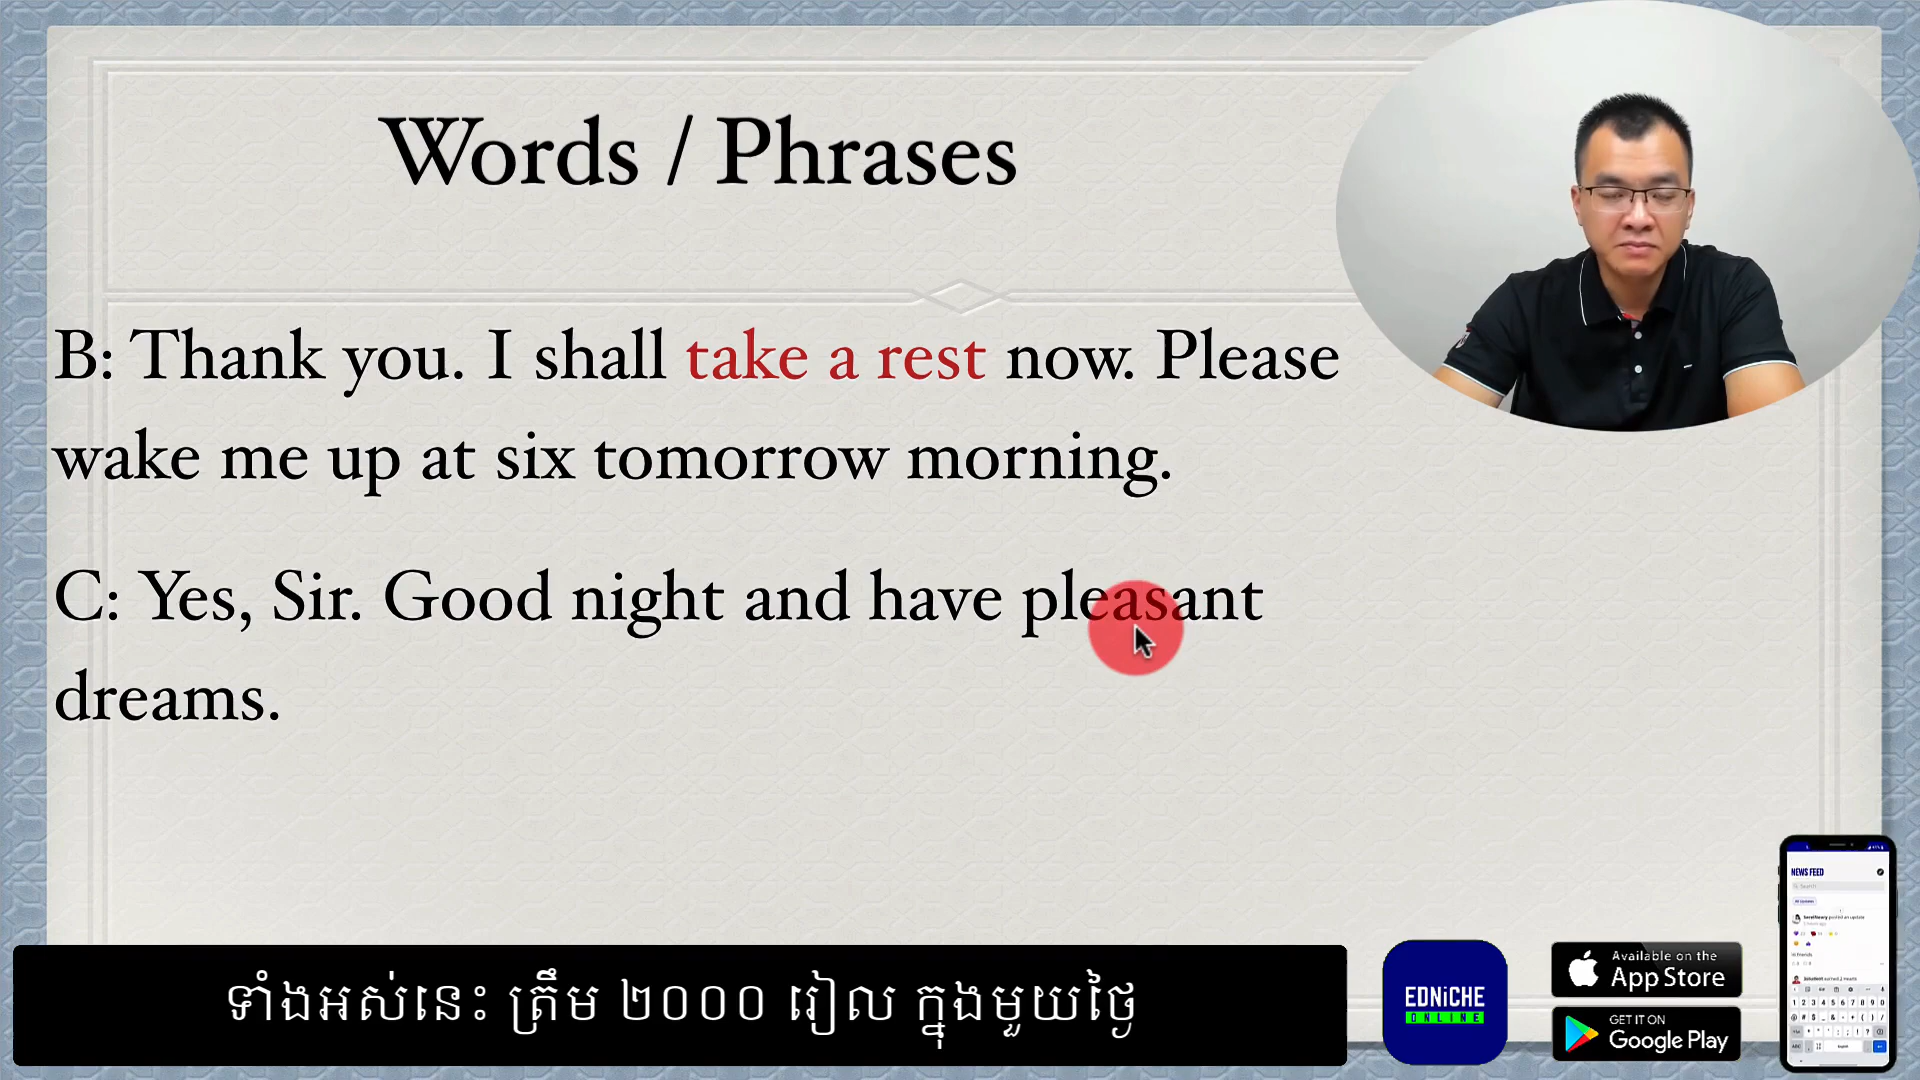 Words / Phrases
B: Thank you. I shall take a rest now. Please
wake me up at six tomorrow morning.
C: Yes, Sir. Good night and have pleasant
dreams.
ទាំងអស់នេះ ត្រឹម ២០០០ រៀល ក្នុងមួយថ្ងៃ
EDNiCHE
ONLINE
Available on the
App Store
GET IT ON
Google Play
NEWS FEED